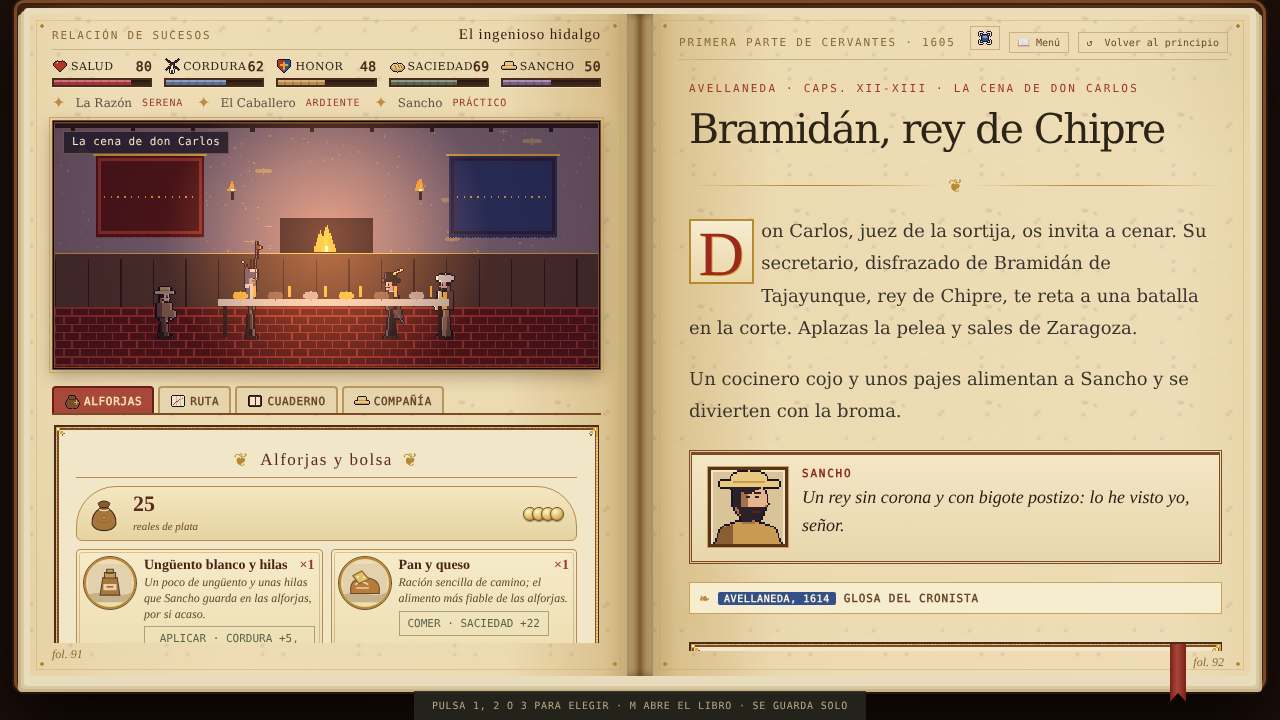 RELACIÓN DE SUCESOS
El ingenioso hidalgo
SALUD 80
CORDURA 62
HONOR 48
SACIEDAD 69
SANCHO 50
La Razón SERENA
El Caballero ARDIENTE
Sancho PRÁCTICO
La cena de don Carlos
ALFORJAS
RUTA
CUADERNO
COMPAÑÍA
Alforjas y bolsa
25
reales de plata
Ungüento blanco y hilas ×1
Un poco de ungüento y unas hilas
que Sancho guarda en las alforjas,
por si acaso.
APLICAR · CORDURA +5,
Pan y queso ×1
Ración sencilla de camino; el
alimento más fiable de las alforjas.
COMER · SACIEDAD +22
fol. 91
PRIMERA PARTE DE CERVANTES · 1605
Menú
↺ Volver al principio
AVELLANEDA · CAPS. XII-XIII · LA CENA DE DON CARLOS
Bramidán, rey de Chipre
Don Carlos, juez de la sortija, os invita a cenar. Su
secretario, disfrazado de Bramidán de
Tajayunque, rey de Chipre, te reta a una batalla
en la corte. Aplazas la pelea y sales de Zaragoza.
Un cocinero cojo y unos pajes alimentan a Sancho y se
divierten con la broma.
SANCHO
Un rey sin corona y con bigote postizo: lo he visto yo,
señor.
AVELLANEDA, 1614 GLOSA DEL CRONISTA
fol. 92
PULSA 1, 2 O 3 PARA ELEGIR · M ABRE EL LIBRO · SE GUARDA SOLO